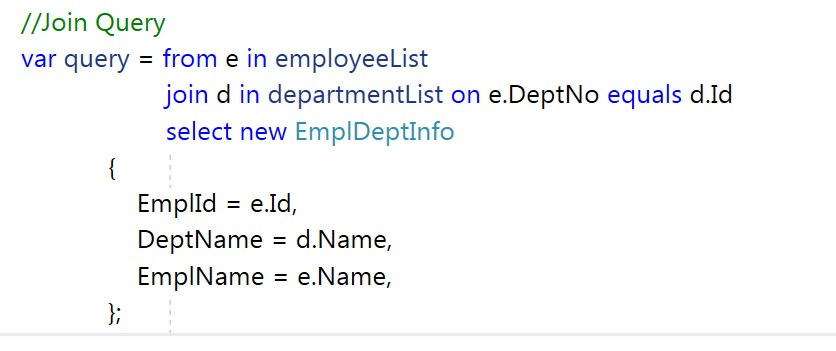 //Join Query
var query = from e in employeeList
join d in departmentList on e.DeptNo equals d.Id
select new EmplDeptInfo
{
EmplId = e.Id,
DeptName = d.Name,
EmplName = e.Name,
};